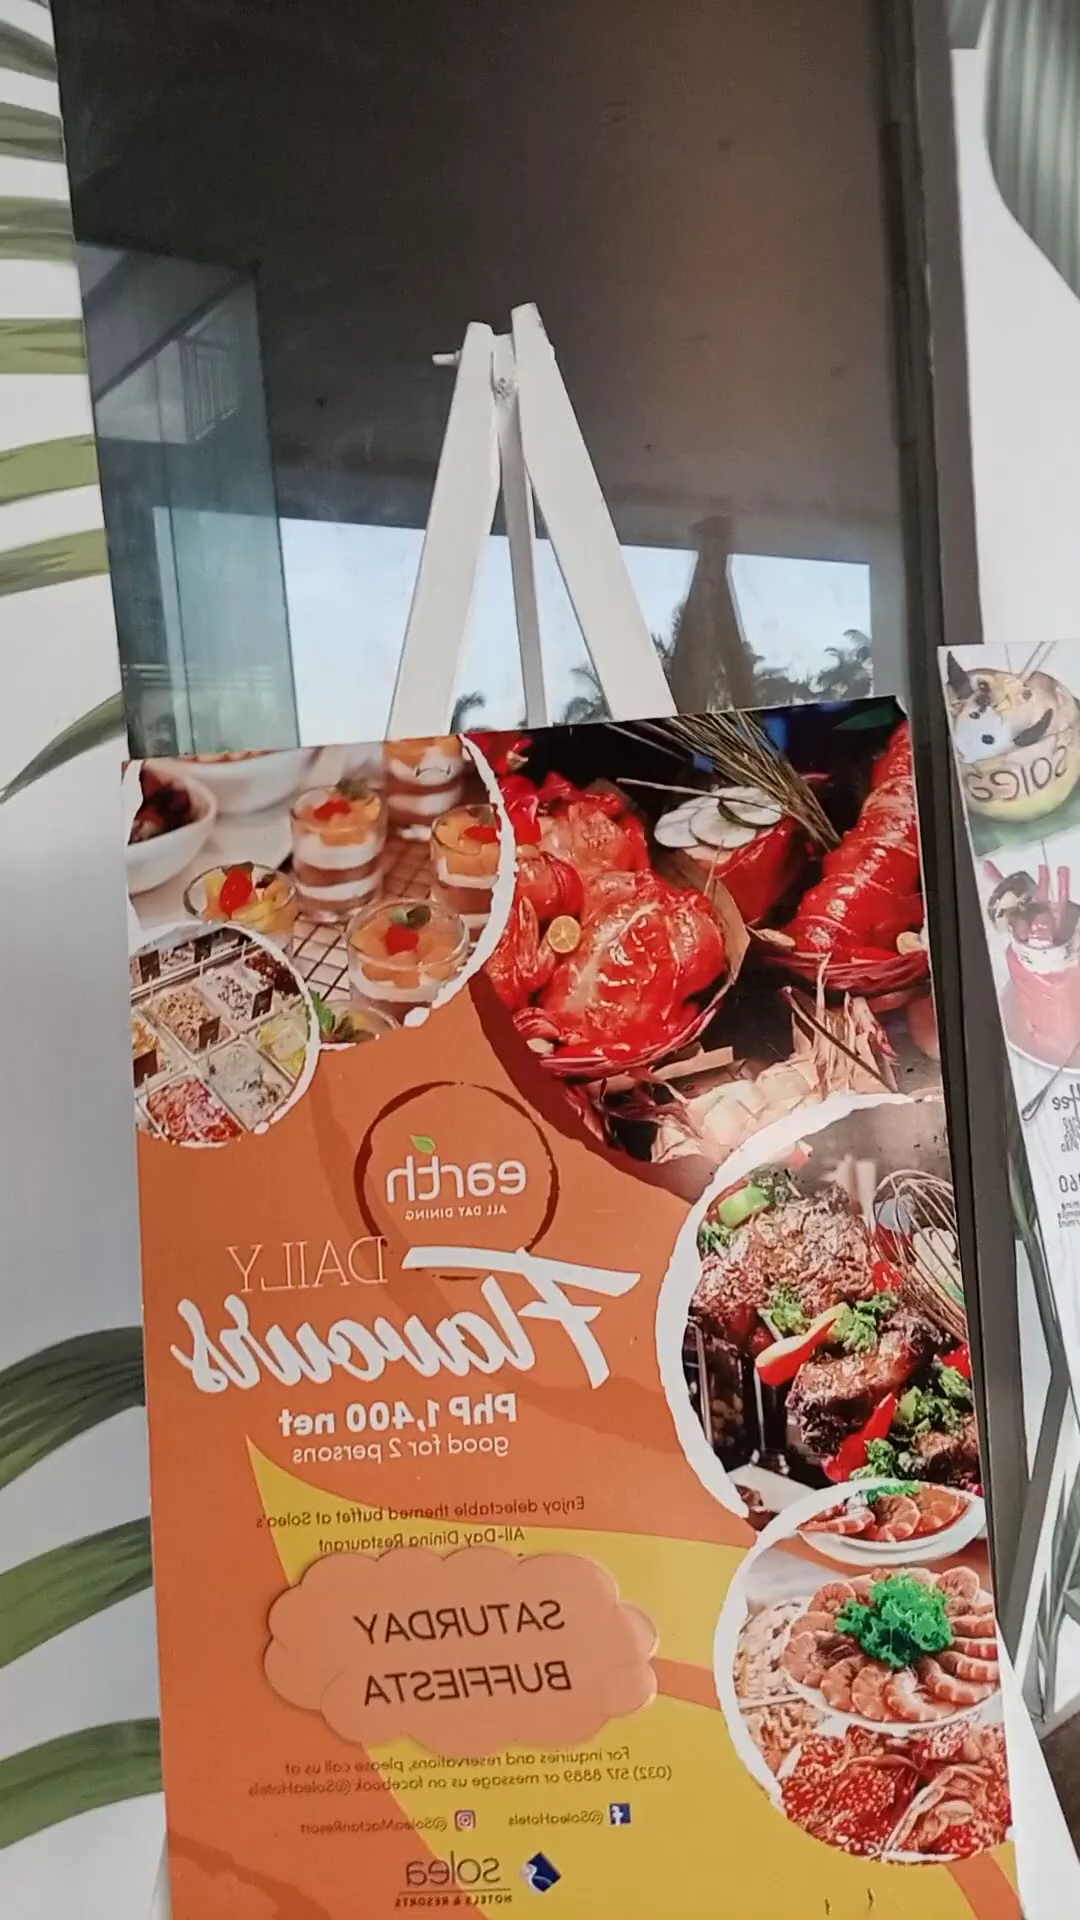 earth
ALL DAY DINING
DAILY
Flavours
PhP 1,400 net
good for 2 persons
Enjoy delectable themed buffet at Solea's
All-Day Dining Restaurant
SATURDAY
BUFFIESTA
For inquiries and reservations, please call us at
(032) 517 8889 or message us on facebook @SoleaHotels
@SoleaHotels @SoleaMactanResort
solea
HOTELS & RESORTS